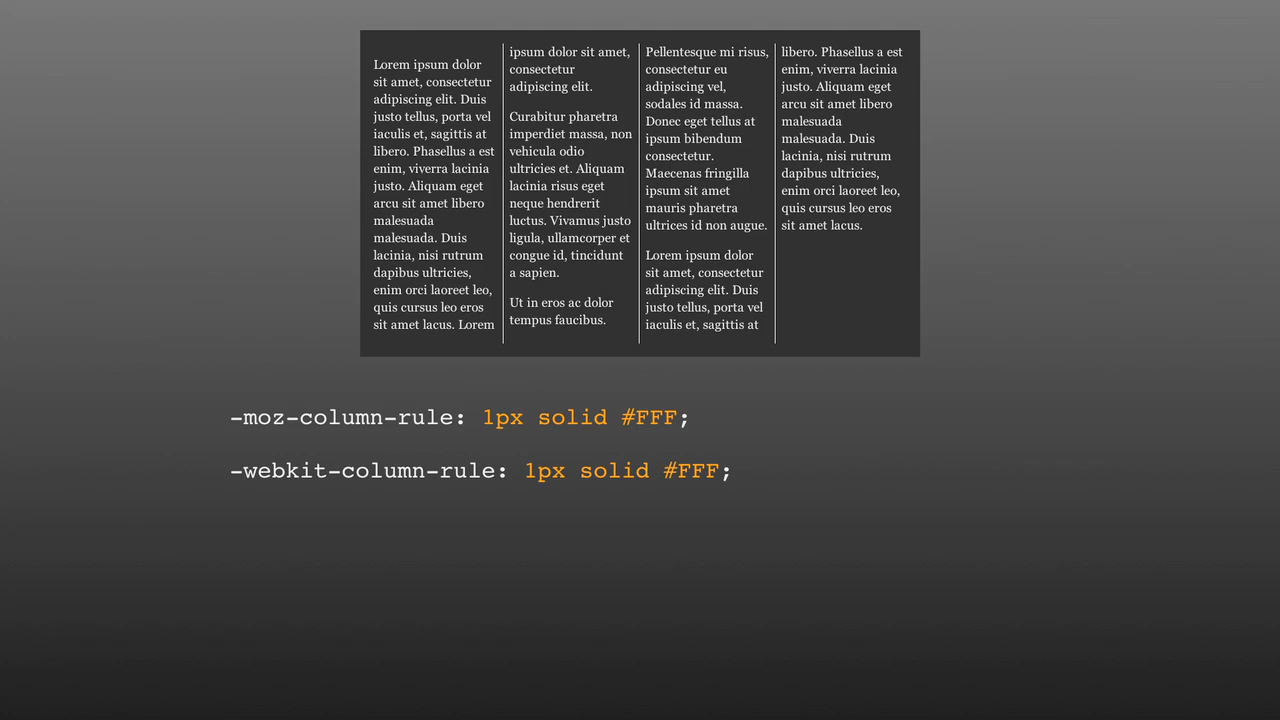 Lorem ipsum dolor
sit amet, consectetur
adipiscing elit. Duis
justo tellus, porta vel
iaculis et, sagittis at
libero. Phasellus a est
enim, viverra lacinia
justo. Aliquam eget
arcu sit amet libero
malesuada
malesuada. Duis
lacinia, nisi rutrum
dapibus ultricies,
enim orci laoreet leo,
quis cursus leo eros
sit amet lacus. Lorem
ipsum dolor sit amet,
consectetur
adipiscing elit.
Curabitur pharetra
imperdiet massa, non
vehicula odio
ultricies et. Aliquam
lacinia risus eget
neque hendrerit
luctus. Vivamus justo
ligula, ullamcorper et
congue id, tincidunt
a sapien.
Ut in eros ac dolor
tempus faucibus.
Pellentesque mi risus,
consectetur eu
adipiscing vel,
sodales id massa.
Donec eget tellus at
ipsum bibendum
consectetur.
Maecenas fringilla
ipsum sit amet
mauris pharetra
ultrices id non augue.
Lorem ipsum dolor
sit amet, consectetur
adipiscing elit. Duis
justo tellus, porta vel
iaculis et, sagittis at
libero. Phasellus a est
enim, viverra lacinia
justo. Aliquam eget
arcu sit amet libero
malesuada
malesuada. Duis
lacinia, nisi rutrum
dapibus ultricies,
enim orci laoreet leo,
quis cursus leo eros
sit amet lacus.
-moz-column-rule: 1px solid #FFF;
-webkit-column-rule: 1px solid #FFF;